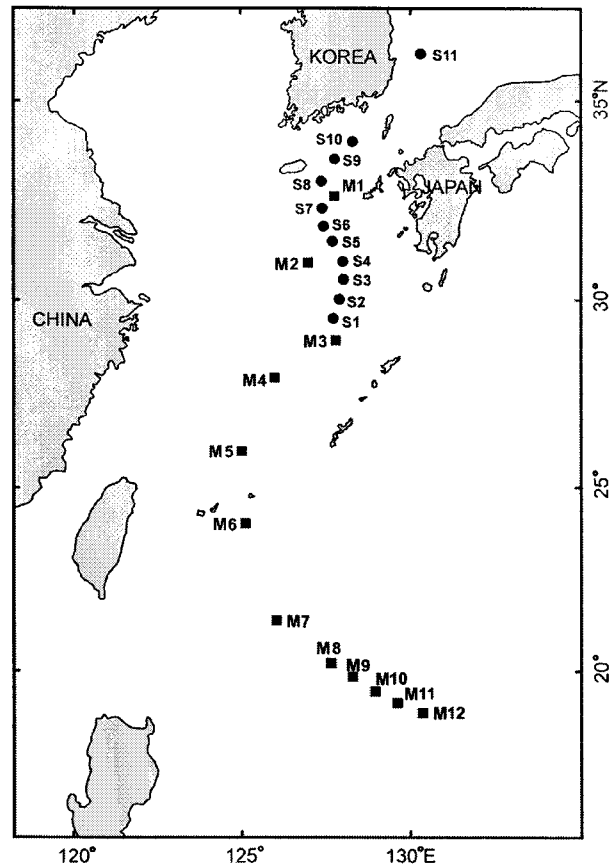 KOREA
S11
35°N
S10
S9
S8
M1
JAPAN
S7
S6
S5
M2
S4
S3
S2
30°
CHINA
S1
M3
M4
M5
25°
M6
M7
M8
M9
20°
M10
M11
M12
120°
125°
130°E